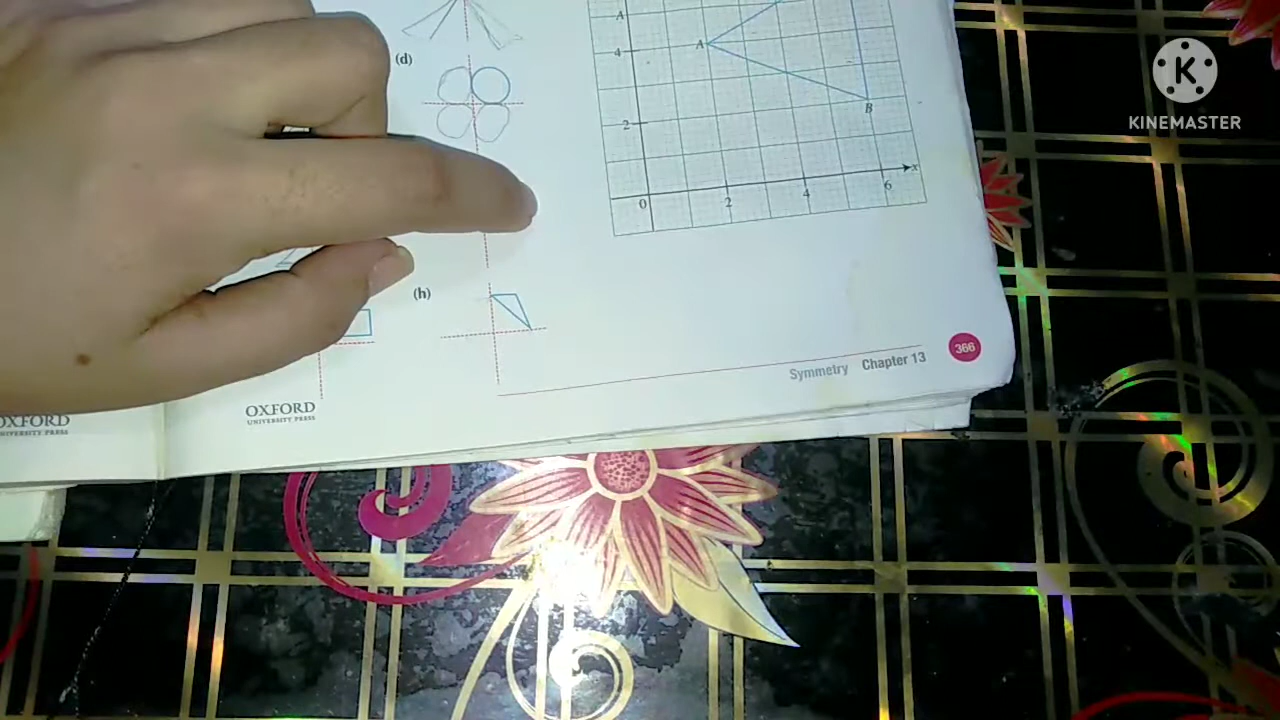 (d)
(h)
A
4
A
2
B
0
2
4
6
x
Symmetry Chapter 13
366
OXFORD
UNIVERSITY PRESS
OXFORD
UNIVERSITY PRESS
K
KINEMASTER